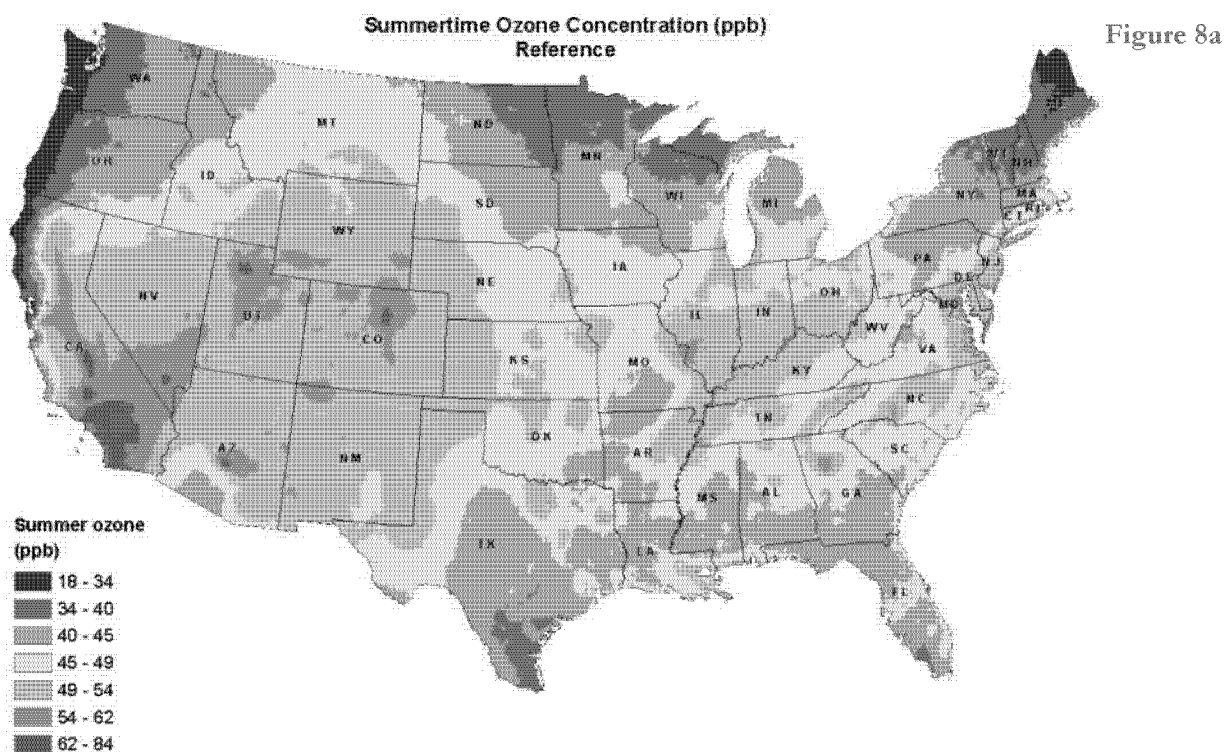 Summertime Ozone Concentration (ppb)
Reference
Figure 8a
WA
MT
ND
MN
OR
ID
WY
SD
WI
MI
NY
VT
NH
MA
CT
RI
NV
UT
CO
NE
IA
IL
IN
OH
PA
NJ
DE
MD
WV
VA
CA
KS
MO
KY
NC
AZ
NM
OK
AR
TN
SC
TX
LA
MS
AL
GA
FL
Summer ozone
(ppb)
18 - 34
34 - 40
40 - 45
45 - 49
49 - 54
54 - 62
62 - 84